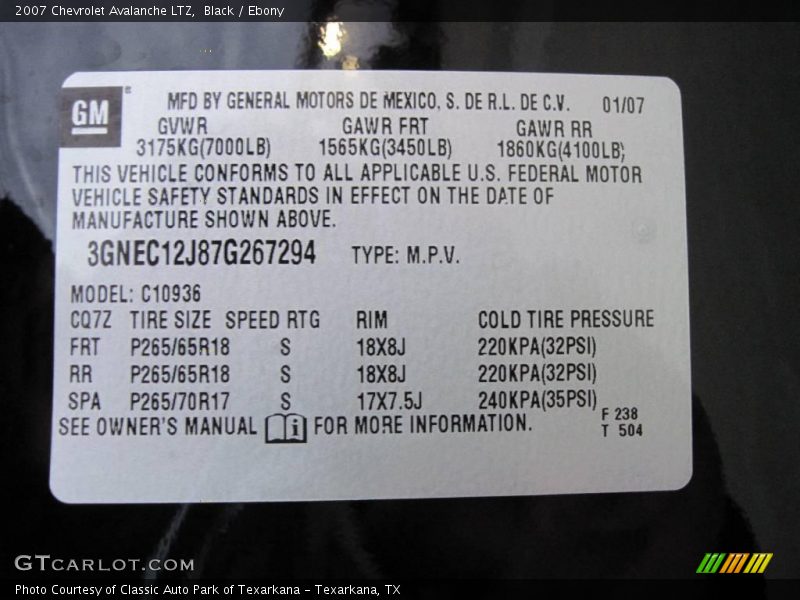 2007 Chevrolet Avalanche LTZ,  Black / Ebony
GM
®
MFD BY GENERAL MOTORS DE MEXICO, S. DE R.L. DE C.V. 01/07
GVWR GAWR FRT GAWR RR
3175KG(7000LB) 1565KG(3450LB) 1860KG(4100LB)
THIS VEHICLE CONFORMS TO ALL APPLICABLE U.S. FEDERAL MOTOR
VEHICLE SAFETY STANDARDS IN EFFECT ON THE DATE OF
MANUFACTURE SHOWN ABOVE.
3GNEC12J87G267294 TYPE: M.P.V.
MODEL: C10936
CQ7Z TIRE SIZE SPEED RTG RIM COLD TIRE PRESSURE
FRT P265/65R18 S 18X8J 220KPA(32PSI)
RR P265/65R18 S 18X8J 220KPA(32PSI)
SPA P265/70R17 S 17X7.5J 240KPA(35PSI)
SEE OWNER'S MANUAL i FOR MORE INFORMATION.
F 238
T 504
GTCARLOT.COM
Photo Courtesy of Classic Auto Park of Texarkana – Texarkana, TX